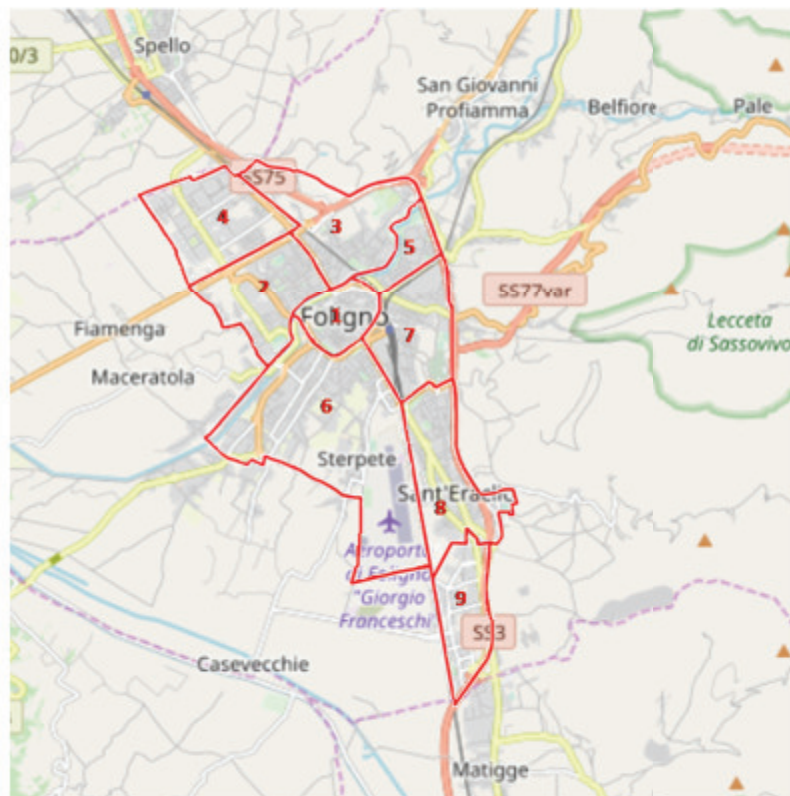 Spello
0/3
San Giovanni
Profiamma
Belfiore
Pale
SS75
4
3
5
2
SS77var
1
Foligno
Fiamenga
7
Lecceta
di Sassovivo
Maceratola
6
Sterpete
Sant'Eraclio
8
Aeroporto
di Foligno
"Giorgio
Franceschi"
9
SS3
Casevecchie
Matigge